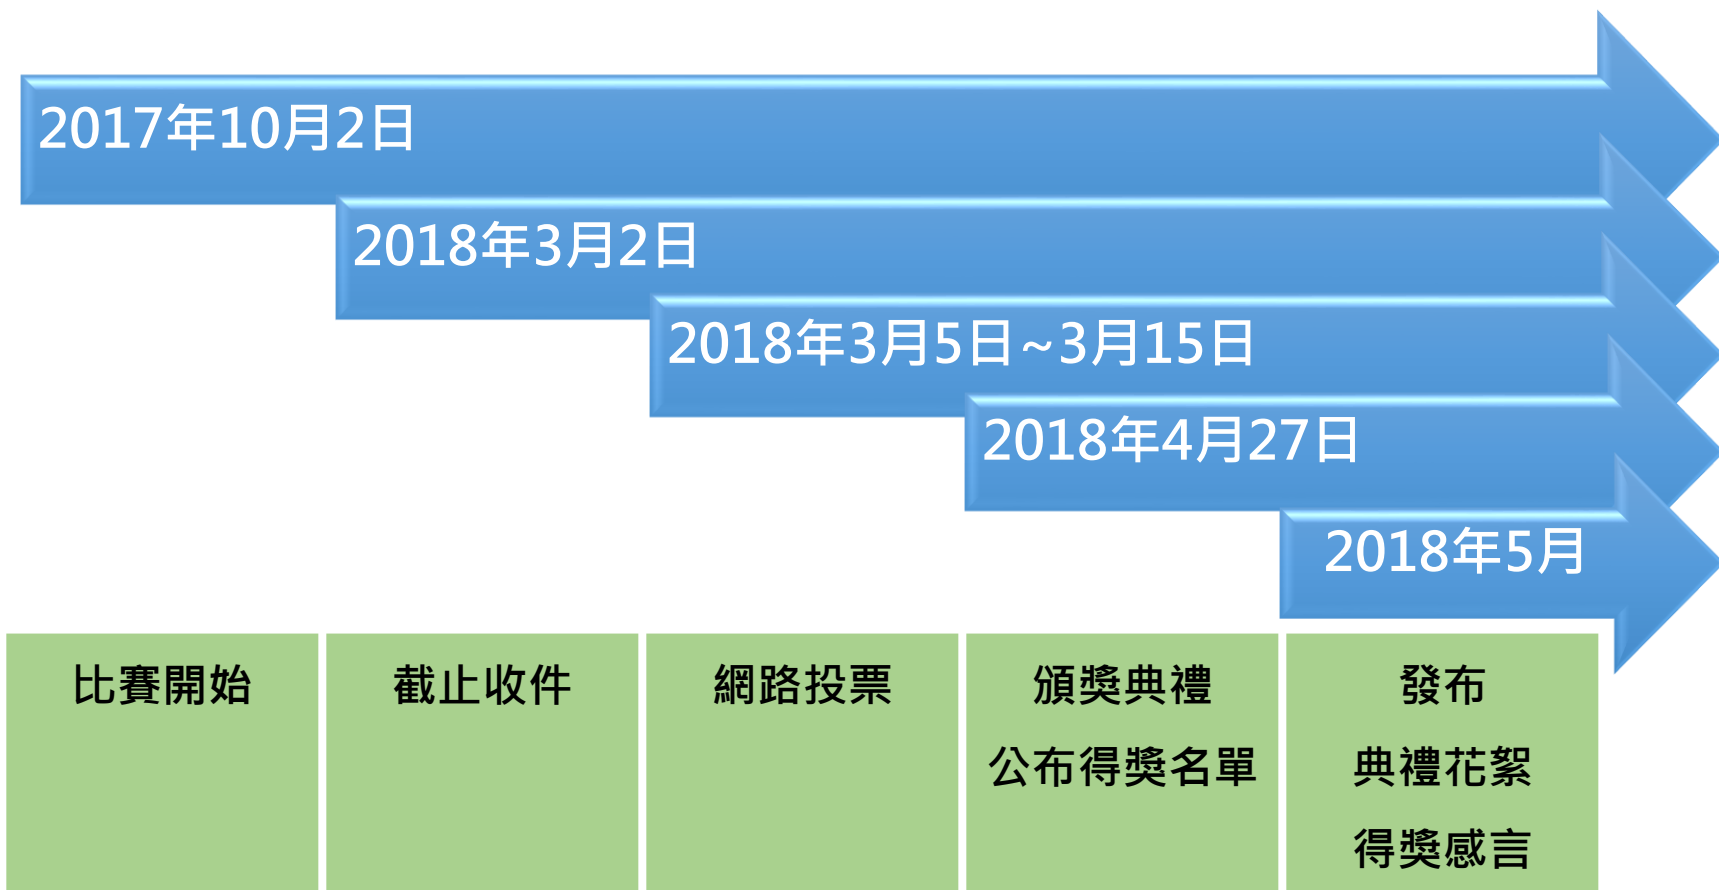 2017年10月2日
2018年3月2日
2018年3月5日~3月15日
2018年4月27日
2018年5月
比賽開始
截止收件
網路投票
頒獎典禮
公布得獎名單
發布
典禮花絮
得獎感言